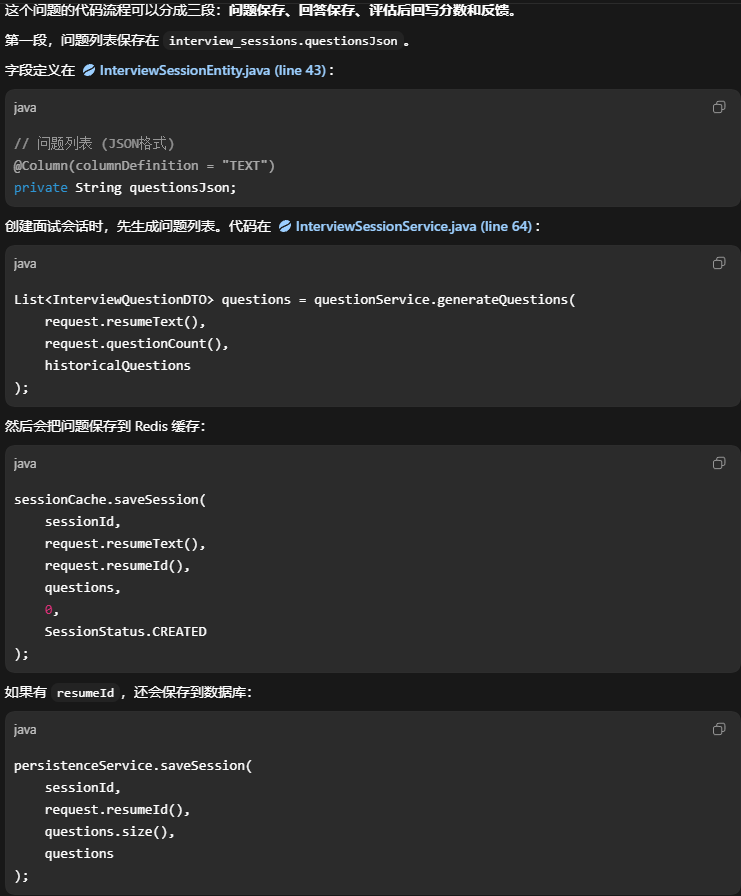 这个问题的代码流程可以分成三段：问题保存、回答保存、评估后回写分数和反馈。
第一段，问题列表保存在 interview_sessions.questionsJson 。
字段定义在 InterviewSessionEntity.java (line 43)：
java
// 问题列表 (JSON格式)
@Column(columnDefinition = "TEXT")
private String questionsJson;
创建面试会话时，先生成问题列表。代码在 InterviewSessionService.java (line 64)：
java
List<InterviewQuestionDTO> questions = questionService.generateQuestions(
    request.resumeText(),
    request.questionCount(),
    historicalQuestions
);
然后会把问题保存到 Redis 缓存：
java
sessionCache.saveSession(
    sessionId,
    request.resumeText(),
    request.resumeId(),
    questions,
    0,
    SessionStatus.CREATED
);
如果有 resumeId ，还会保存到数据库：
java
persistenceService.saveSession(
    sessionId,
    request.resumeId(),
    questions.size(),
    questions
);